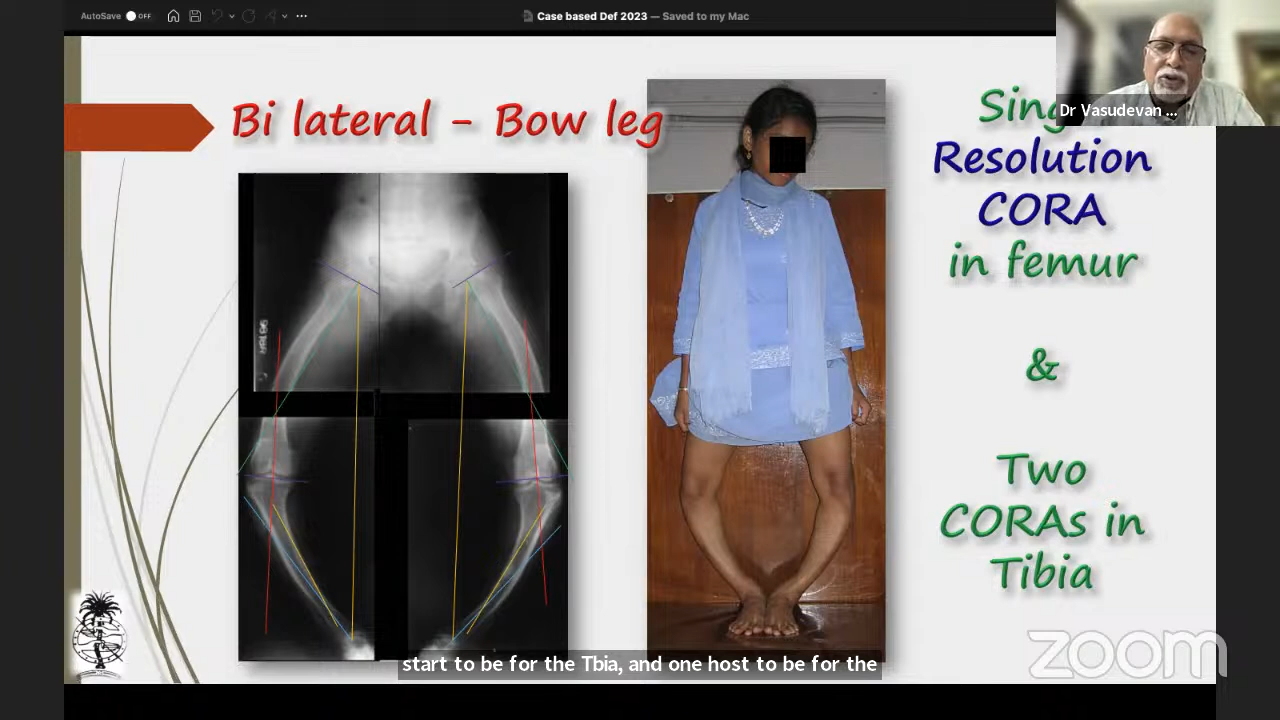 AutoSave OFF
Case based Def 2023 — Saved to my Mac
Dr Vasudevan ...
Bi lateral - Bow leg
Resolution
CORA
in femur
&
Two
CORAs in
Tibia
start to be for the Tbia, and one host to be for the
zoom